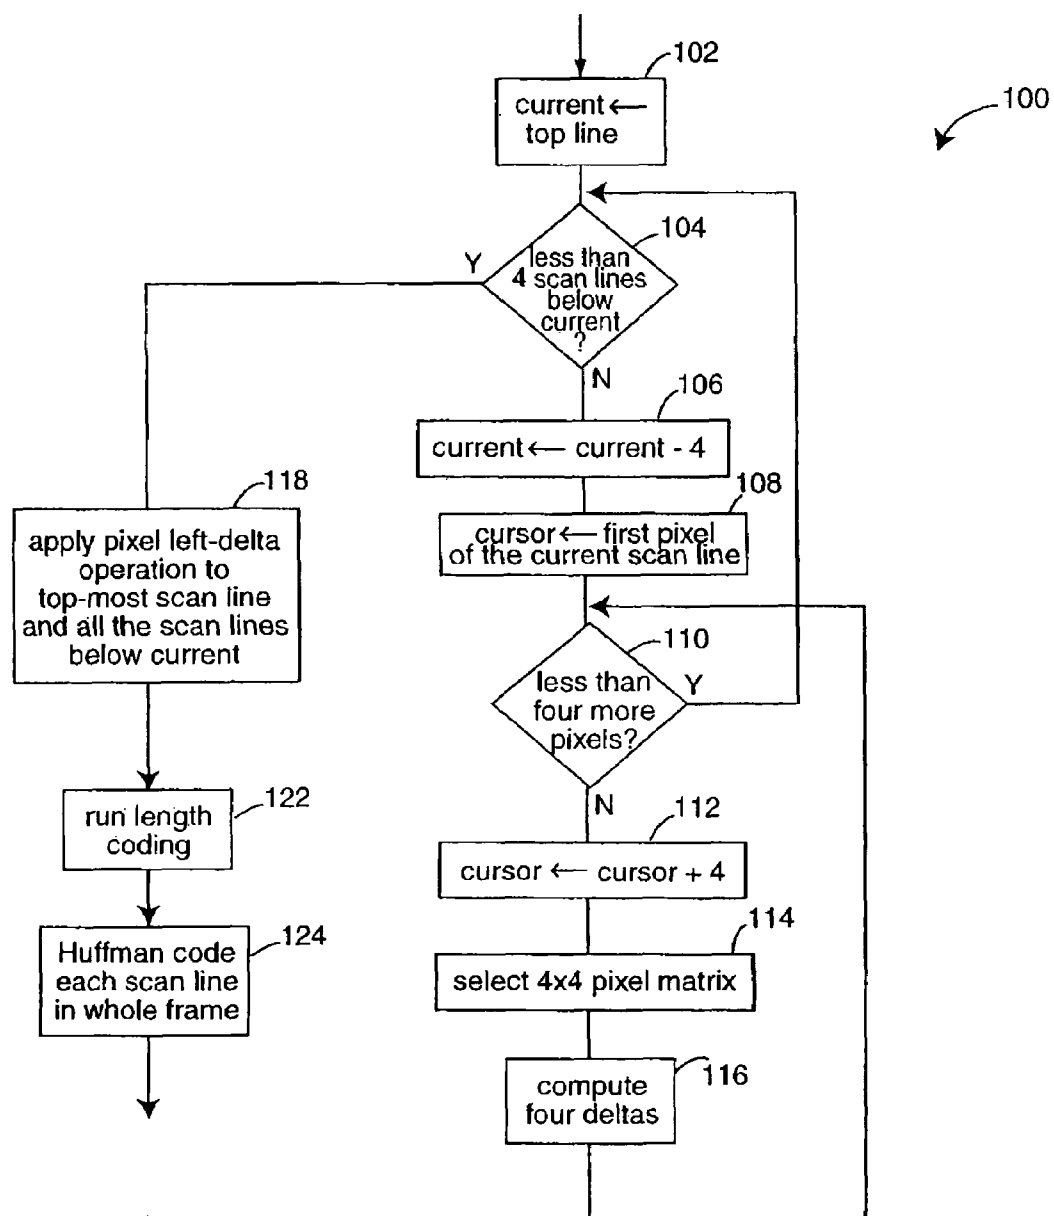 102
current ←
top line
100
104
Y
less than
4 scan lines
below
current
?
N
106
current ← current - 4
108
cursor ← first pixel
of the current scan line
118
apply pixel left-delta
operation to
top-most scan line
and all the scan lines
below current
110
less than
four more
pixels?
Y
N
122
run length
coding
112
cursor ← cursor + 4
124
Huffman code
each scan line
in whole frame
114
select 4x4 pixel matrix
116
compute
four deltas